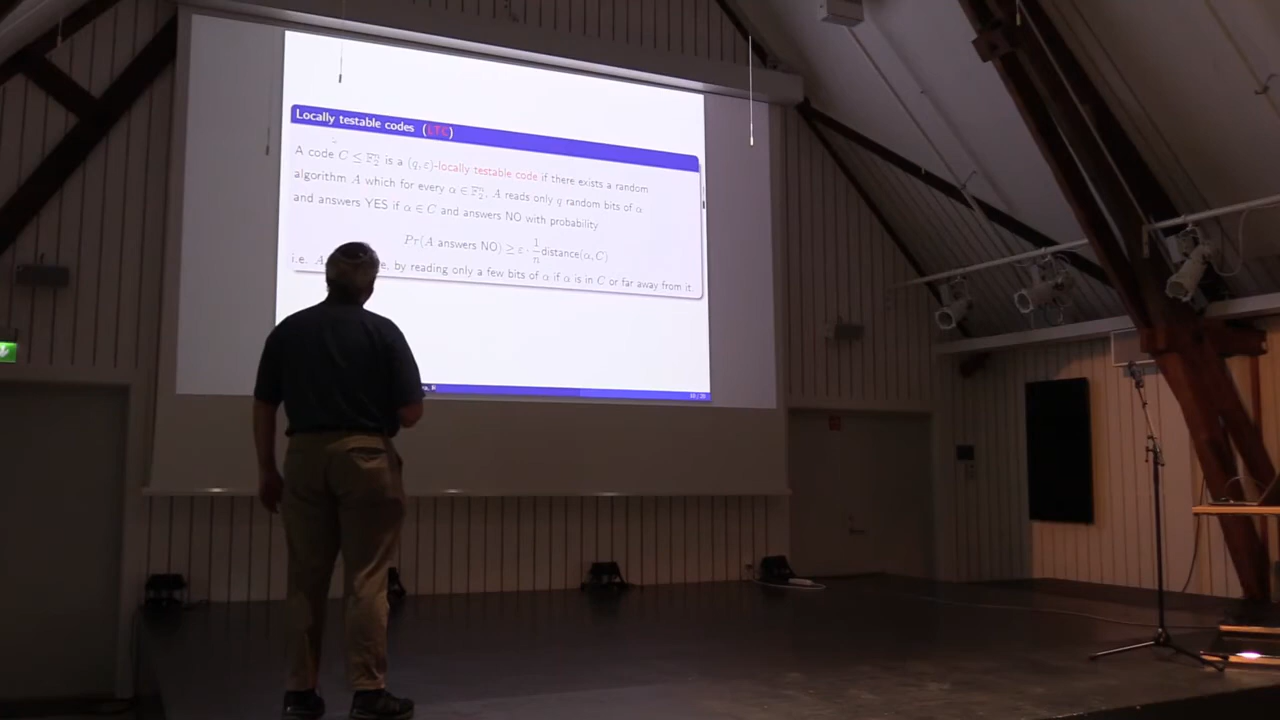 Locally testable codes (LTC)
A code C ≤ 𝔽₂ⁿ is a (q, ε)-locally testable code if there exists a random
algorithm A which for every α ∈ 𝔽₂ⁿ, A reads only q random bits of α
and answers YES if α ∈ C and answers NO with probability
Pr(A answers NO) ≥ ε · 1/n distance(α, C)
i.e. by reading only a few bits of α if α is in C or far away from it.